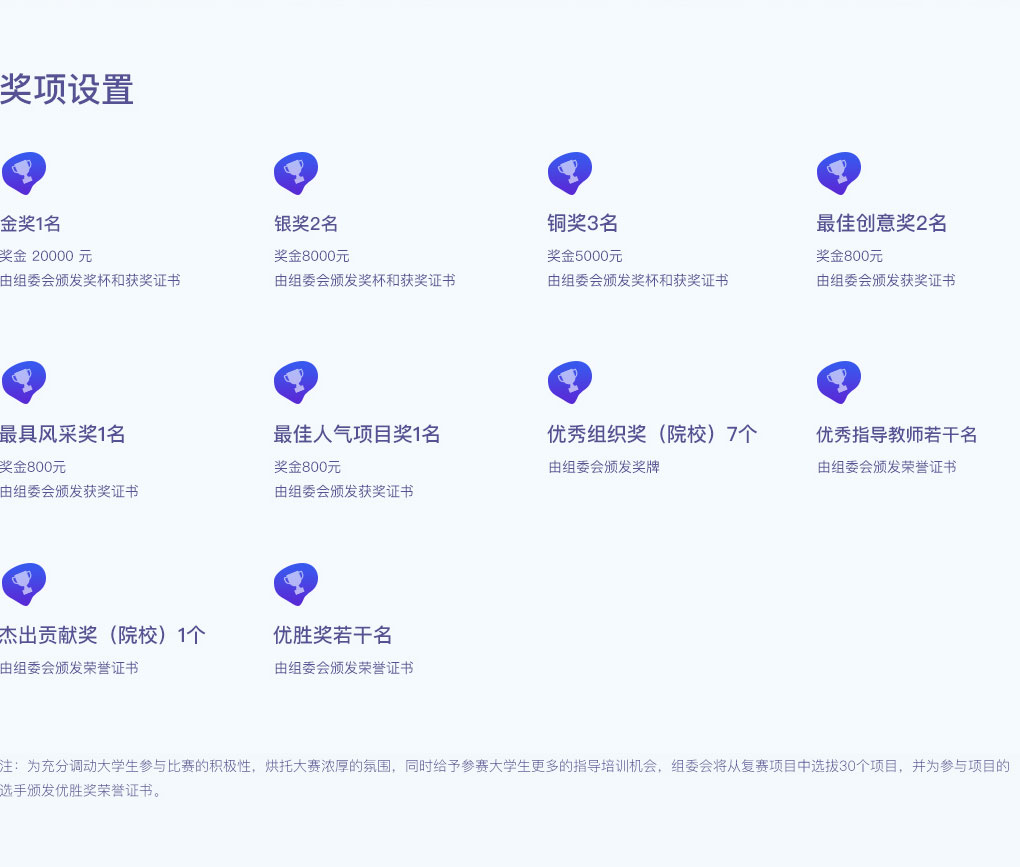 奖项设置
金奖1名
奖金 20000 元
由组委会颁发奖杯和获奖证书
银奖2名
奖金8000元
由组委会颁发奖杯和获奖证书
铜奖3名
奖金5000元
由组委会颁发奖杯和获奖证书
最佳创意奖2名
奖金800元
由组委会颁发获奖证书
最具风采奖1名
奖金800元
由组委会颁发获奖证书
最佳人气项目奖1名
奖金800元
由组委会颁发获奖证书
优秀组织奖（院校）7个
由组委会颁发奖牌
优秀指导教师若干名
由组委会颁发荣誉证书
杰出贡献奖（院校）1个
由组委会颁发荣誉证书
优胜奖若干名
由组委会颁发荣誉证书
注：为充分调动大学生参与比赛的积极性，烘托大赛浓厚的氛围，同时给予参赛大学生更多的指导培训机会，组委会将从复赛项目中选拔30个项目，并为参与项目的
选手颁发优胜奖荣誉证书。